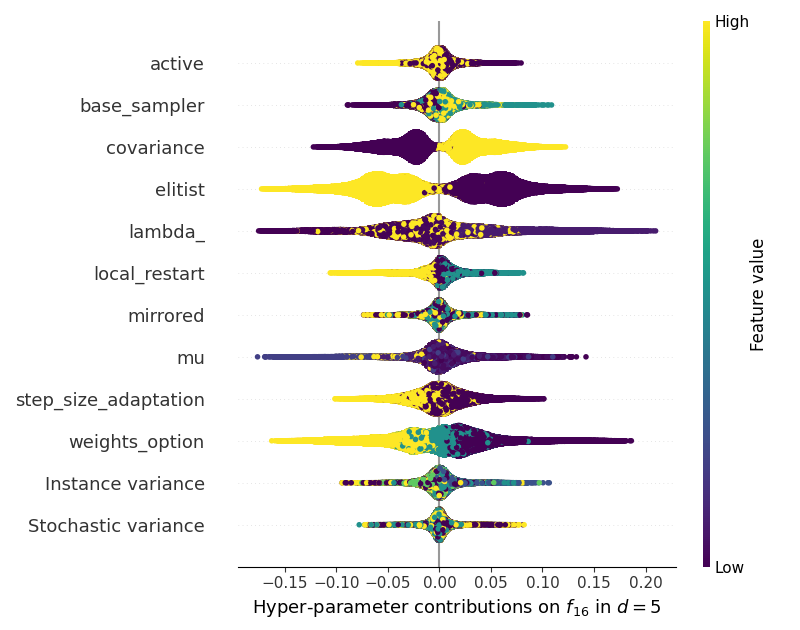 High
active
base_sampler
covariance
elitist
lambda_
local_restart
mirrored
mu
step_size_adaptation
weights_option
Instance variance
Stochastic variance
Feature value
Low
−0.15 −0.10 −0.05 0.00 0.05 0.10 0.15 0.20
Hyper-parameter contributions on $f_{16}$ in $d = 5$